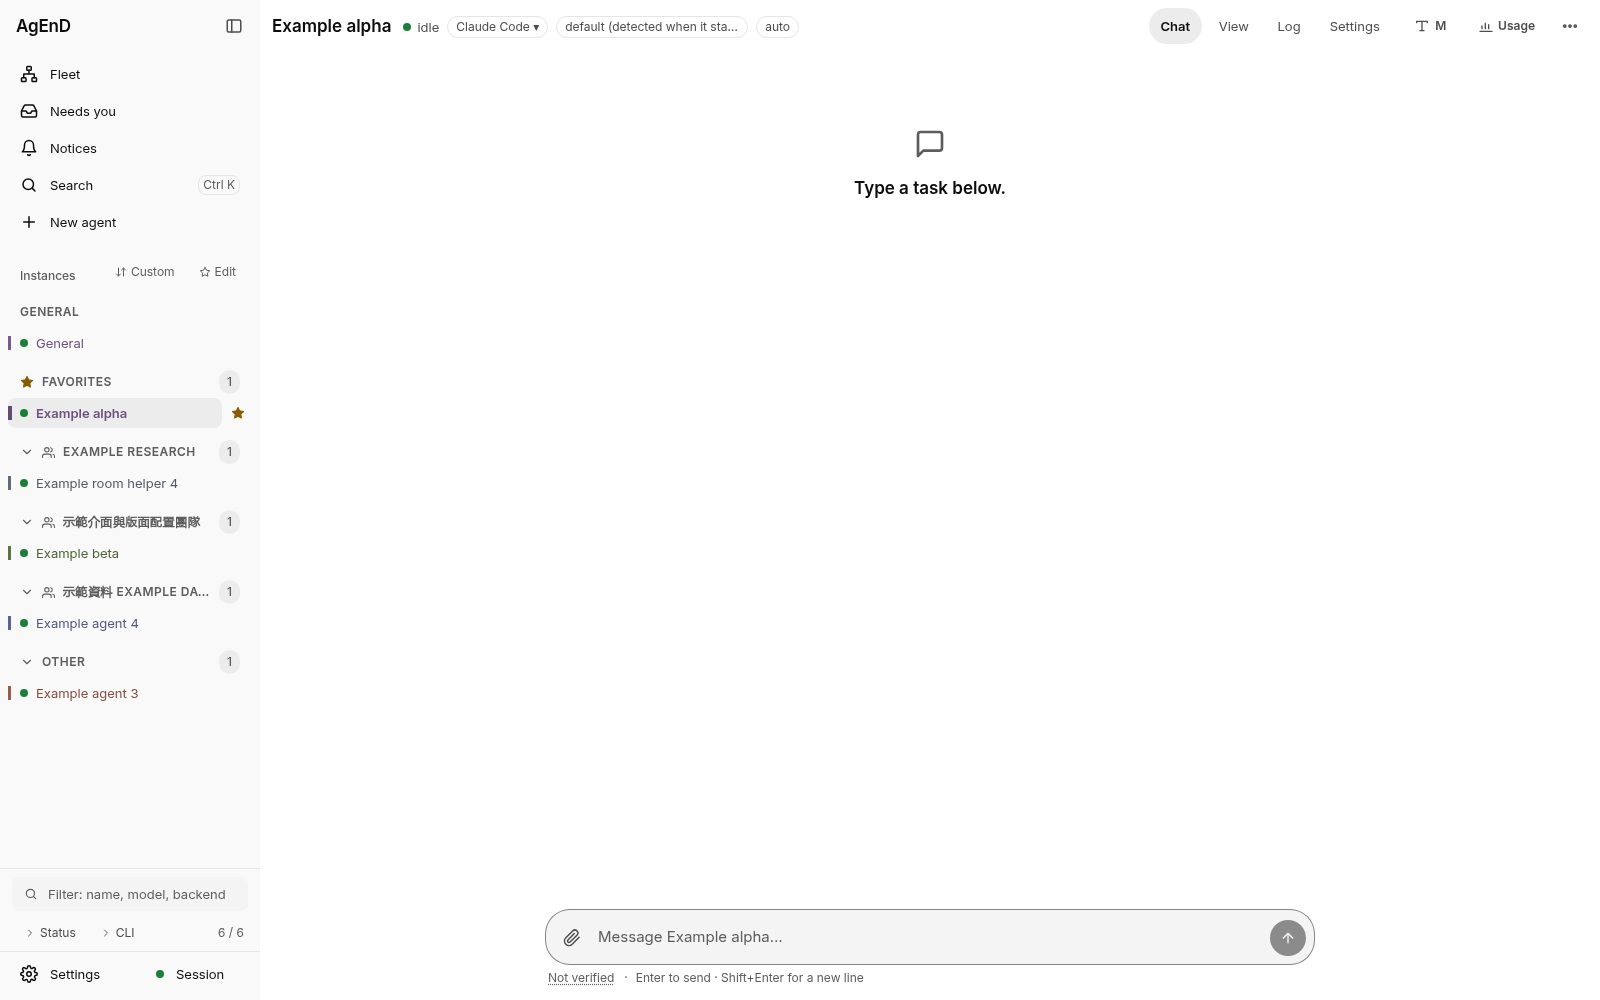 AgEnD
Fleet
Needs you
Notices
Search Ctrl K
New agent
Instances Custom Edit
GENERAL
General
FAVORITES 1
Example alpha
EXAMPLE RESEARCH 1
Example room helper 4
示範介面與版面配置團隊 1
Example beta
示範資料 EXAMPLE DA... 1
Example agent 4
OTHER 1
Example agent 3
Filter: name, model, backend
Status CLI 6 / 6
Settings Session
Example alpha idle Claude Code ▾ default (detected when it sta... auto
Chat View Log Settings M Usage •••
Type a task below.
Message Example alpha...
Not verified · Enter to send · Shift+Enter for a new line